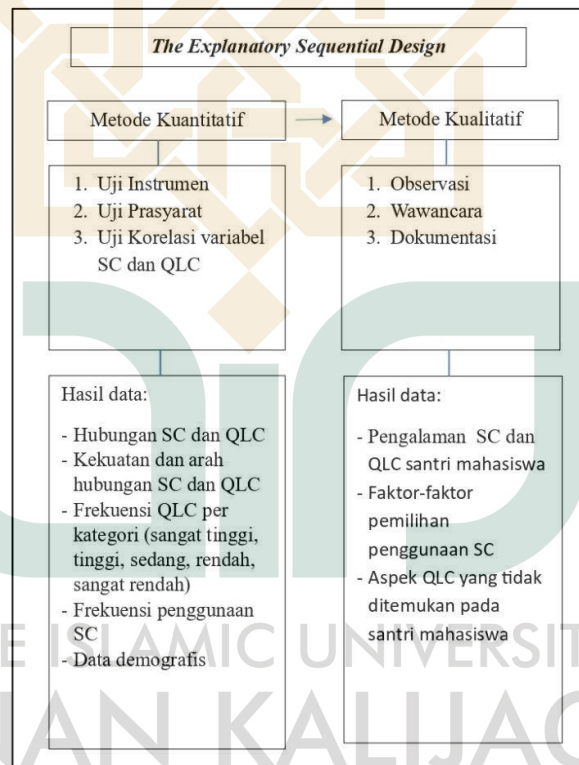 The Explanatory Sequential Design
Metode Kuantitatif
1. Uji Instrumen
2. Uji Prasyarat
3. Uji Korelasi variabel
SC dan QLC
Hasil data:
- Hubungan SC dan QLC
- Kekuatan dan arah
hubungan SC dan QLC
- Frekuensi QLC per
kategori (sangat tinggi,
tinggi, sedang, rendah,
sangat rendah)
- Frekuensi penggunaan
SC
- Data demografis
Metode Kualitatif
1. Observasi
2. Wawancara
3. Dokumentasi
Hasil data:
- Pengalaman SC dan
QLC santri mahasiswa
- Faktor-faktor
pemilihan
penggunaan SC
- Aspek QLC yang tidak
ditemukan pada
santri mahasiswa
E ISLAMIC UNIVERSIT
NAN KALIJAG